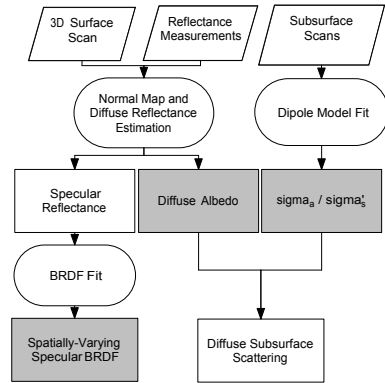 3D Surface
Scan
Reflectance
Measurements
Subsurface
Scans
Normal Map and
Diffuse Reflectance
Estimation
Dipole Model Fit
Specular
Reflectance
Diffuse Albedo
sigmaₐ / sigma'ₛ
BRDF Fit
Spatially-Varying
Specular BRDF
Diffuse Subsurface
Scattering